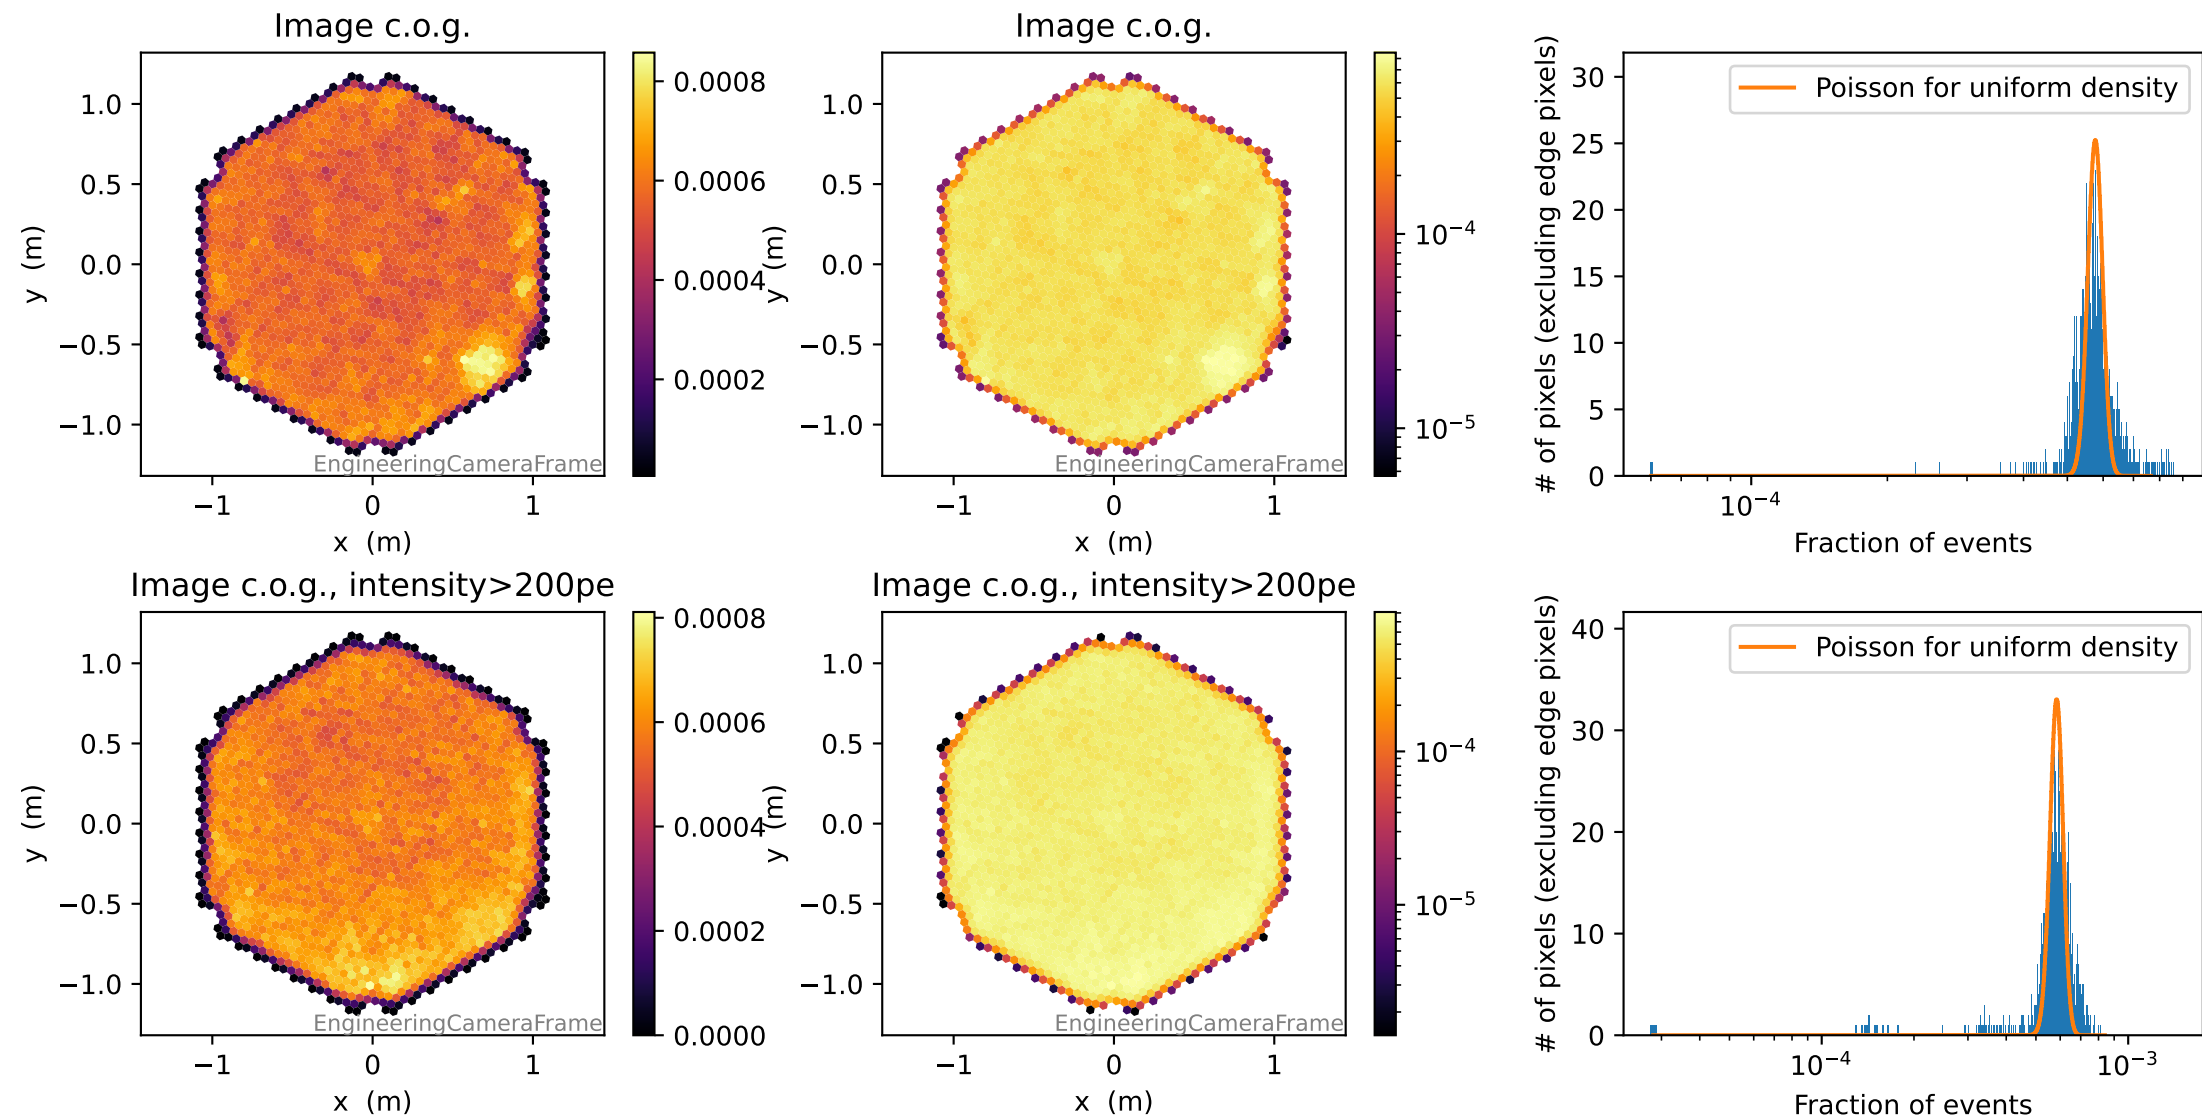 Image c.o.g.
1.0
0.5
0.0
−0.5
−1.0
y (m)
−1
0
1
x (m)
EngineeringCameraFrame
0.0008
0.0006
0.0004
0.0002
Image c.o.g.
1.0
0.5
0.0
−0.5
−1.0
y (m)
−1
0
1
x (m)
EngineeringCameraFrame
10⁻⁴
10⁻⁵
# of pixels (excluding edge pixels)
30
25
20
15
10
5
0
Poisson for uniform density
10⁻⁴
Fraction of events
Image c.o.g., intensity>200pe
1.0
0.5
0.0
−0.5
−1.0
y (m)
−1
0
1
x (m)
EngineeringCameraFrame
0.0008
0.0006
0.0004
0.0002
0.0000
Image c.o.g., intensity>200pe
1.0
0.5
0.0
−0.5
−1.0
y (m)
−1
0
1
x (m)
EngineeringCameraFrame
10⁻⁴
10⁻⁵
# of pixels (excluding edge pixels)
40
30
20
10
0
Poisson for uniform density
10⁻⁴
10⁻³
Fraction of events